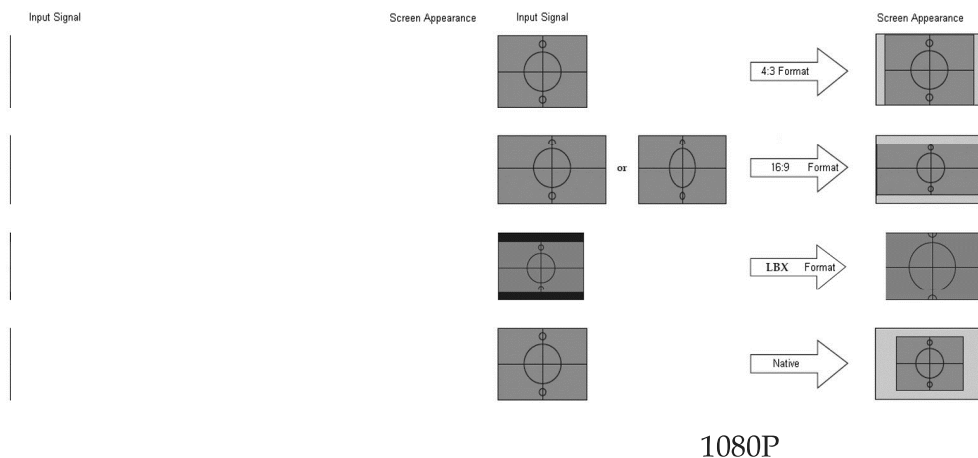 Input Signal Screen Appearance Input Signal Screen Appearance
4:3 Format
or 16:9 Format
LBX Format
Native
1080P